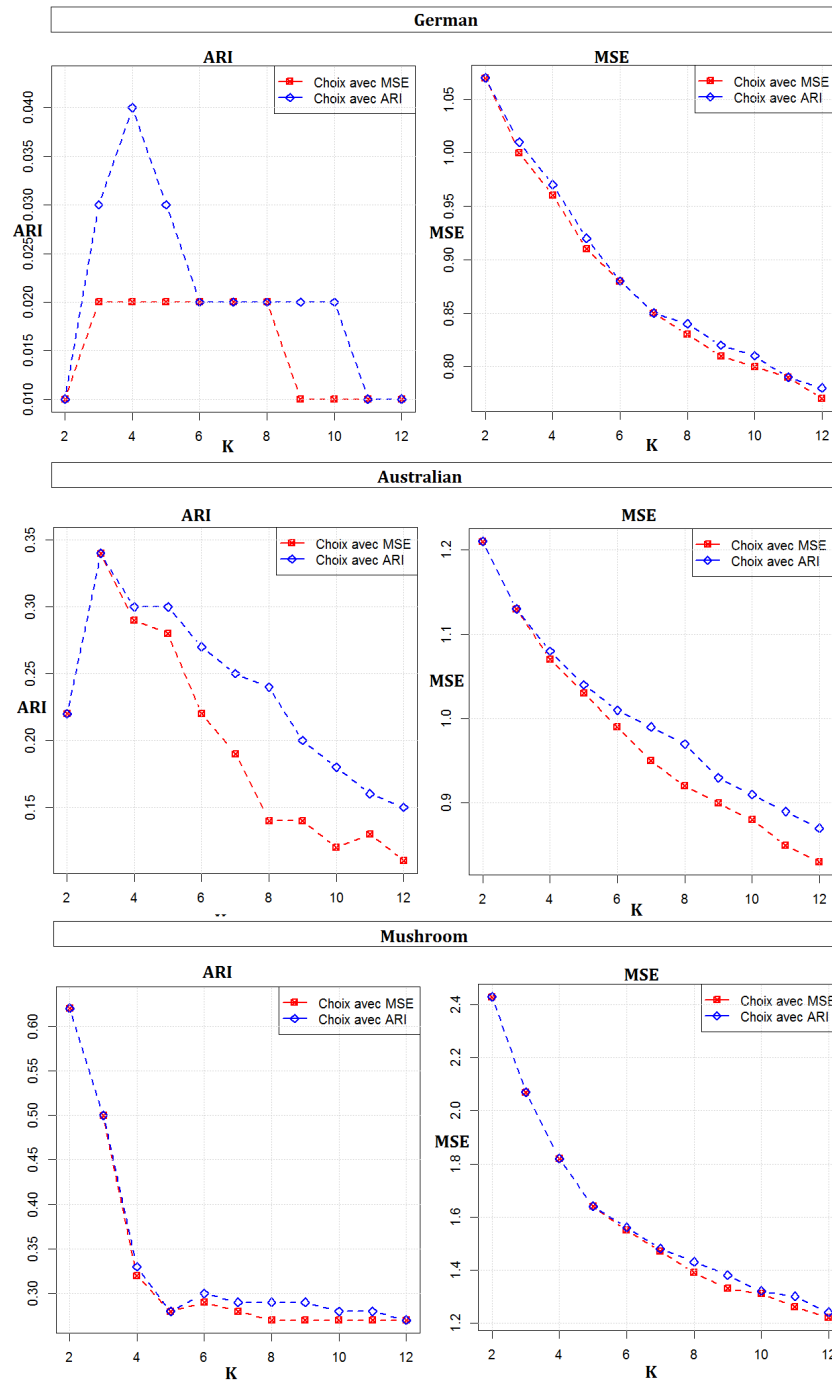 German
ARI
MSE
Choix avec MSE
Choix avec ARI
0.040
0.035
0.030
0.025
0.020
0.015
0.010
ARI
2 4 6 8 10 12
K
Choix avec MSE
Choix avec ARI
1.05
1.00
0.95
0.90
0.85
0.80
MSE
2 4 6 8 10 12
K
Australian
ARI
MSE
Choix avec MSE
Choix avec ARI
0.35
0.30
0.25
0.20
0.15
ARI
2 4 6 8 10 12
Choix avec MSE
Choix avec ARI
1.2
1.1
1.0
0.9
MSE
2 4 6 8 10 12
K
Mushroom
ARI
MSE
Choix avec MSE
Choix avec ARI
0.60
0.55
0.50
0.45
0.40
0.35
0.30
ARI
2 4 6 8 10 12
K
Choix avec MSE
Choix avec ARI
2.4
2.2
2.0
1.8
1.6
1.4
1.2
MSE
2 4 6 8 10 12
K